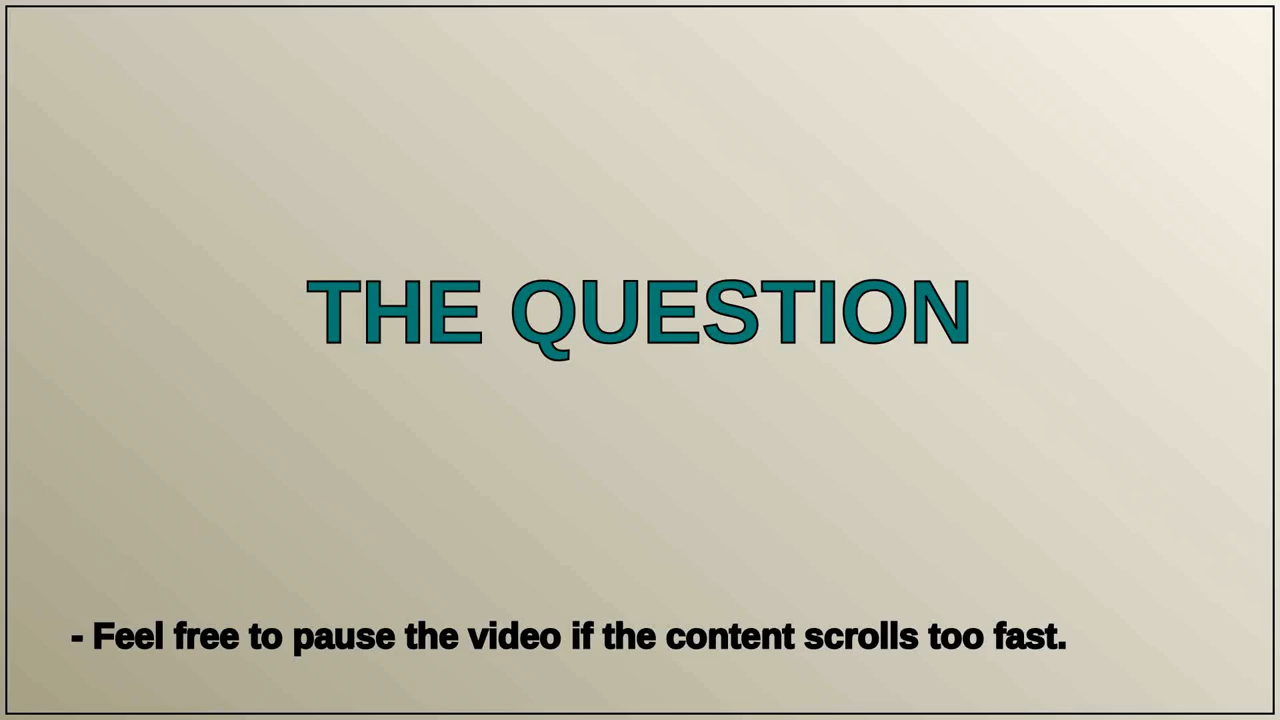 THE QUESTION
- Feel free to pause the video if the content scrolls too fast.